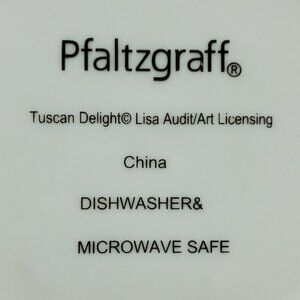 Pfaltzgraff®
Tuscan Delight© Lisa Audit/Art Licensing
China
DISHWASHER&
MICROWAVE SAFE